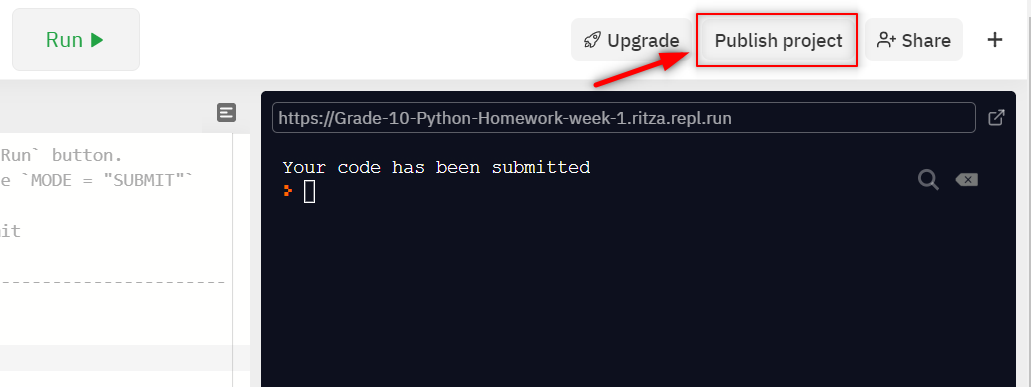 Run
Upgrade
Publish project
Share
https://Grade-10-Python-Homework-week-1.ritza.repl.run
Run` button.
e `MODE = "SUBMIT"`
Your code has been submitted
it
-----------------------